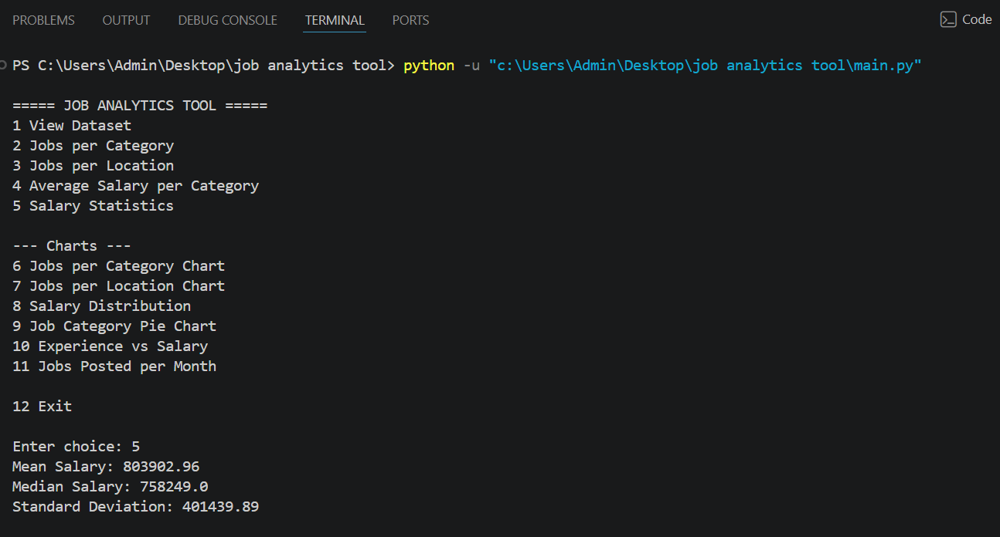 PROBLEMS OUTPUT DEBUG CONSOLE TERMINAL PORTS Code
PS C:\Users\Admin\Desktop\job analytics tool> python -u "c:\Users\Admin\Desktop\job analytics tool\main.py"
===== JOB ANALYTICS TOOL =====
1 View Dataset
2 Jobs per Category
3 Jobs per Location
4 Average Salary per Category
5 Salary Statistics
--- Charts ---
6 Jobs per Category Chart
7 Jobs per Location Chart
8 Salary Distribution
9 Job Category Pie Chart
10 Experience vs Salary
11 Jobs Posted per Month
12 Exit
Enter choice: 5
Mean Salary: 803902.96
Median Salary: 758249.0
Standard Deviation: 401439.89